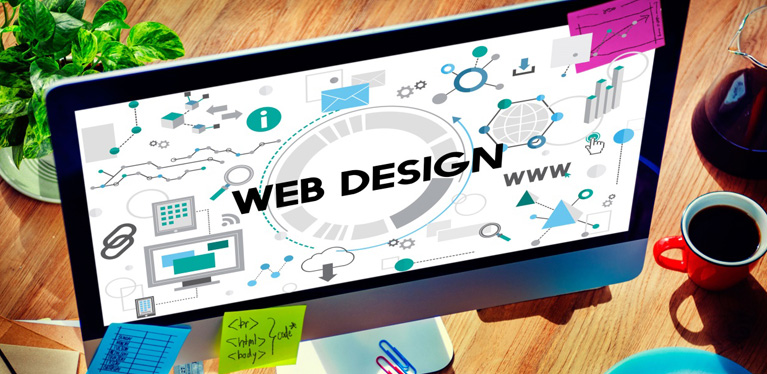 i
WEB DESIGN
www
<br>
<html> } code*
<body>